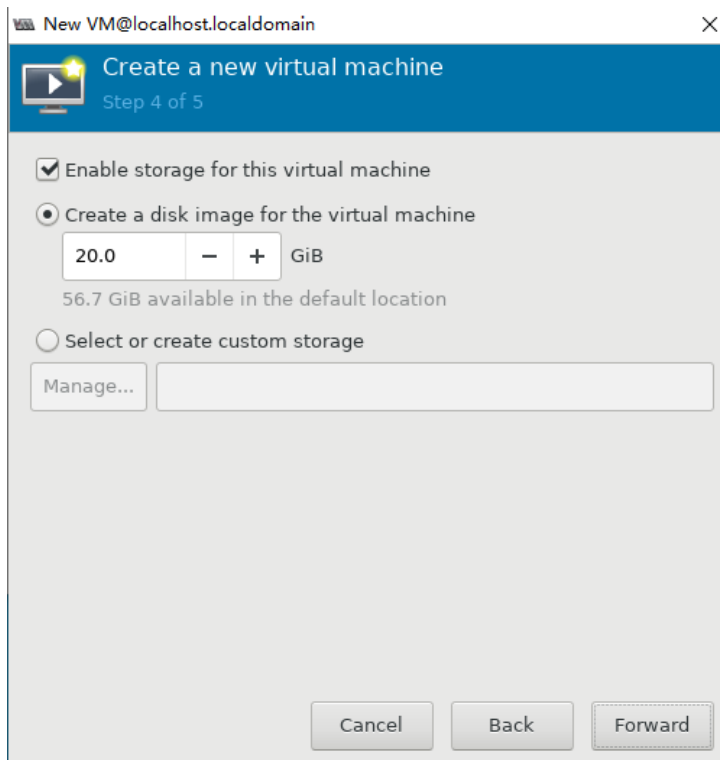 New VM@localhost.localdomain
Create a new virtual machine
Step 4 of 5
Enable storage for this virtual machine
Create a disk image for the virtual machine
20.0 − + GiB
56.7 GiB available in the default location
Select or create custom storage
Manage...
Cancel Back Forward